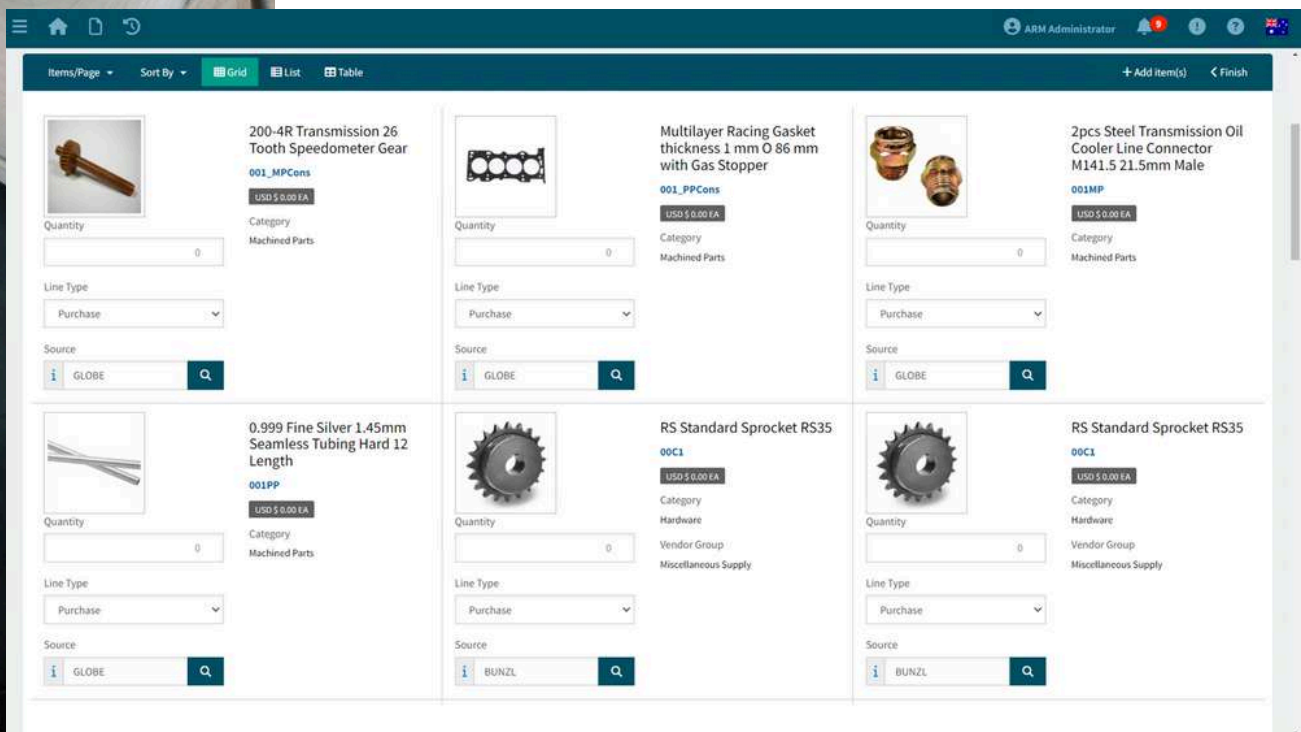 ARM Administrator
9
Items/Page
Sort By
Grid
List
Table
+ Add item(s)
Finish
200-4R Transmission 26
Tooth Speedometer Gear
001_MPCons
USD $ 0.00 EA
Category
Machined Parts
Quantity
0
Line Type
Purchase
Source
i GLOBE
Multilayer Racing Gasket
thickness 1 mm O 86 mm
with Gas Stopper
001_PPCons
USD $ 0.00 EA
Category
Machined Parts
Quantity
0
Line Type
Purchase
Source
i GLOBE
2pcs Steel Transmission Oil
Cooler Line Connector
M141.5 21.5mm Male
001MP
USD $ 0.00 EA
Category
Machined Parts
Quantity
0
Line Type
Purchase
Source
i GLOBE
0.999 Fine Silver 1.45mm
Seamless Tubing Hard 12
Length
001PP
USD $ 0.00 EA
Category
Machined Parts
Quantity
0
Line Type
Purchase
Source
i GLOBE
RS Standard Sprocket RS35
00C1
USD $ 0.00 EA
Category
Hardware
Vendor Group
Miscellaneous Supply
Quantity
0
Line Type
Purchase
Source
i BUNZL
RS Standard Sprocket RS35
00C1
USD $ 0.00 EA
Category
Hardware
Vendor Group
Miscellaneous Supply
Quantity
0
Line Type
Purchase
Source
i BUNZL